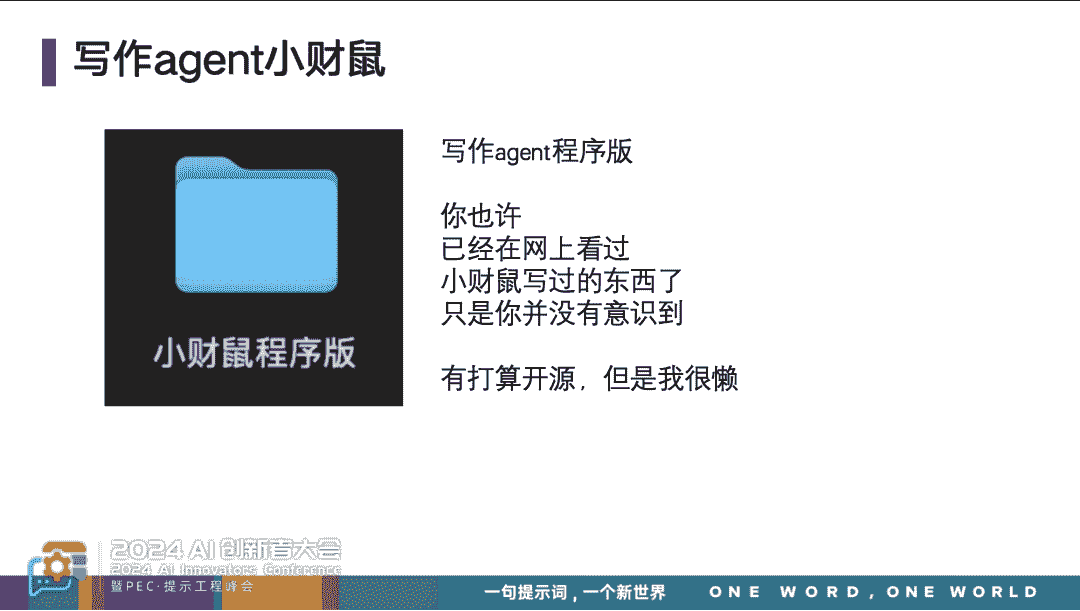 写作agent小财鼠
小财鼠程序版
写作agent程序版
你也许
已经在网上看过
小财鼠写过的东西了
只是你并没有意识到
有打算开源，但是我很懒
2024 AI 创新者大会
2024 AI Innovators Conference
暨PEC·提示工程峰会
一句提示词，一个新世界
ONE WORD, ONE WORLD